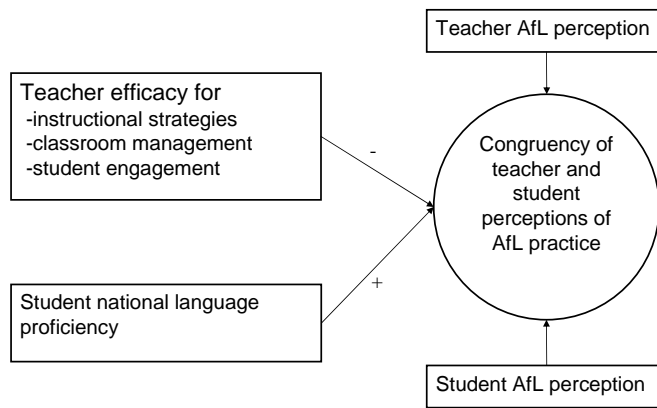 Teacher AfL perception
Teacher efficacy for
-instructional strategies
-classroom management
-student engagement
-
Congruency of
teacher and
student
perceptions of
AfL practice
+
Student national language
proficiency
Student AfL perception